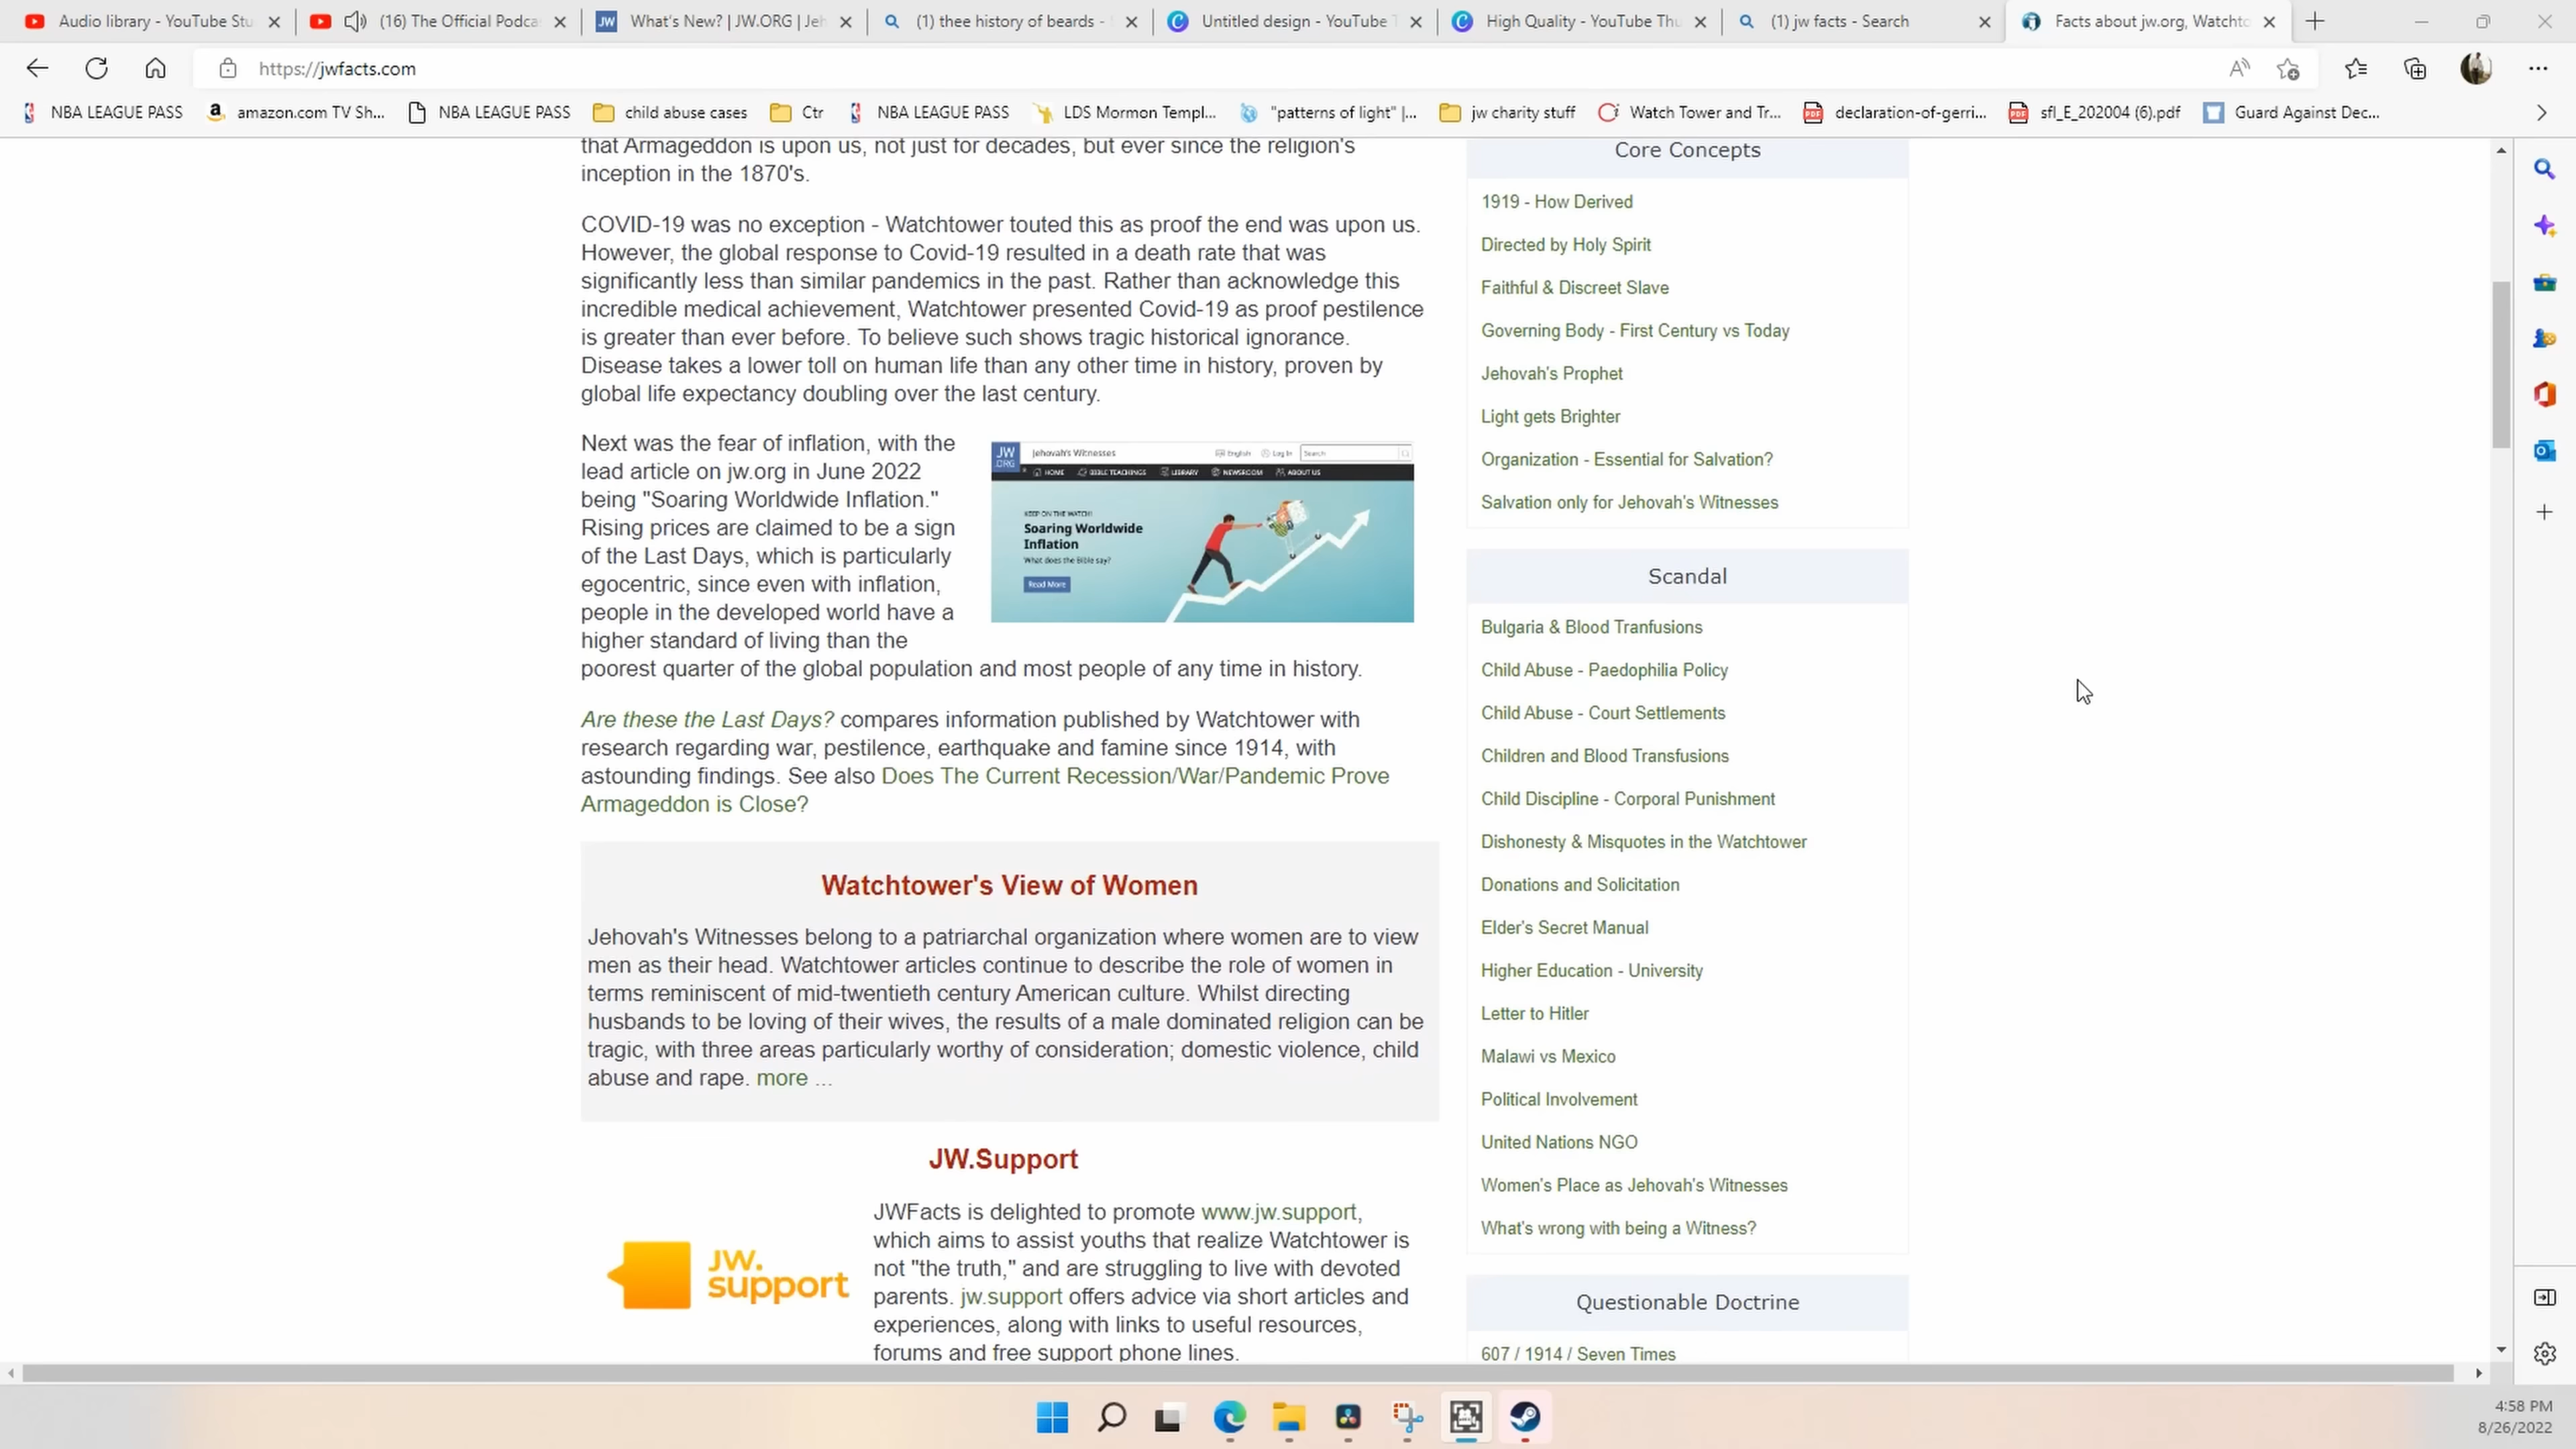 Audio library - YouTube Stu
(16) The Official Podca
What's New? | JW.ORG | Jeh
(1) thee history of beards -
Untitled design - YouTube T
High Quality - YouTube Thu
(1) jw facts - Search
Facts about jw.org, Watchto
https://jwfacts.com
NBA LEAGUE PASS
amazon.com TV Sh...
NBA LEAGUE PASS
child abuse cases
Ctr
NBA LEAGUE PASS
LDS Mormon Templ...
"patterns of light" |...
jw charity stuff
Watch Tower and Tr...
declaration-of-gerri...
sfl_E_202004 (6).pdf
Guard Against Dec...
that Armageddon is upon us, not just for decades, but ever since the religion's
inception in the 1870's.
COVID-19 was no exception - Watchtower touted this as proof the end was upon us.
However, the global response to Covid-19 resulted in a death rate that was
significantly less than similar pandemics in the past. Rather than acknowledge this
incredible medical achievement, Watchtower presented Covid-19 as proof pestilence
is greater than ever before. To believe such shows tragic historical ignorance.
Disease takes a lower toll on human life than any other time in history, proven by
global life expectancy doubling over the last century.
Next was the fear of inflation, with the
lead article on jw.org in June 2022
being "Soaring Worldwide Inflation."
Rising prices are claimed to be a sign
of the Last Days, which is particularly
egocentric, since even with inflation,
people in the developed world have a
higher standard of living than the
poorest quarter of the global population and most people of any time in history.
JW
.ORG
Jehovah's Witnesses
English
Log In
Search
HOME
BIBLE TEACHINGS
LIBRARY
NEWSROOM
ABOUT US
KEEP ON THE WATCH!
Soaring Worldwide
Inflation
What does the Bible say?
Read More
Are these the Last Days? compares information published by Watchtower with
research regarding war, pestilence, earthquake and famine since 1914, with
astounding findings. See also Does The Current Recession/War/Pandemic Prove
Armageddon is Close?
Watchtower's View of Women
Jehovah's Witnesses belong to a patriarchal organization where women are to view
men as their head. Watchtower articles continue to describe the role of women in
terms reminiscent of mid-twentieth century American culture. Whilst directing
husbands to be loving of their wives, the results of a male dominated religion can be
tragic, with three areas particularly worthy of consideration; domestic violence, child
abuse and rape. more ...
JW.Support
JW.
support
JWFacts is delighted to promote www.jw.support,
which aims to assist youths that realize Watchtower is
not "the truth," and are struggling to live with devoted
parents. jw.support offers advice via short articles and
experiences, along with links to useful resources,
forums and free support phone lines.
Core Concepts
1919 - How Derived
Directed by Holy Spirit
Faithful & Discreet Slave
Governing Body - First Century vs Today
Jehovah's Prophet
Light gets Brighter
Organization - Essential for Salvation?
Salvation only for Jehovah's Witnesses
Scandal
Bulgaria & Blood Tranfusions
Child Abuse - Paedophilia Policy
Child Abuse - Court Settlements
Children and Blood Transfusions
Child Discipline - Corporal Punishment
Dishonesty & Misquotes in the Watchtower
Donations and Solicitation
Elder's Secret Manual
Higher Education - University
Letter to Hitler
Malawi vs Mexico
Political Involvement
United Nations NGO
Women's Place as Jehovah's Witnesses
What's wrong with being a Witness?
Questionable Doctrine
607 / 1914 / Seven Times
4:58 PM
8/26/2022